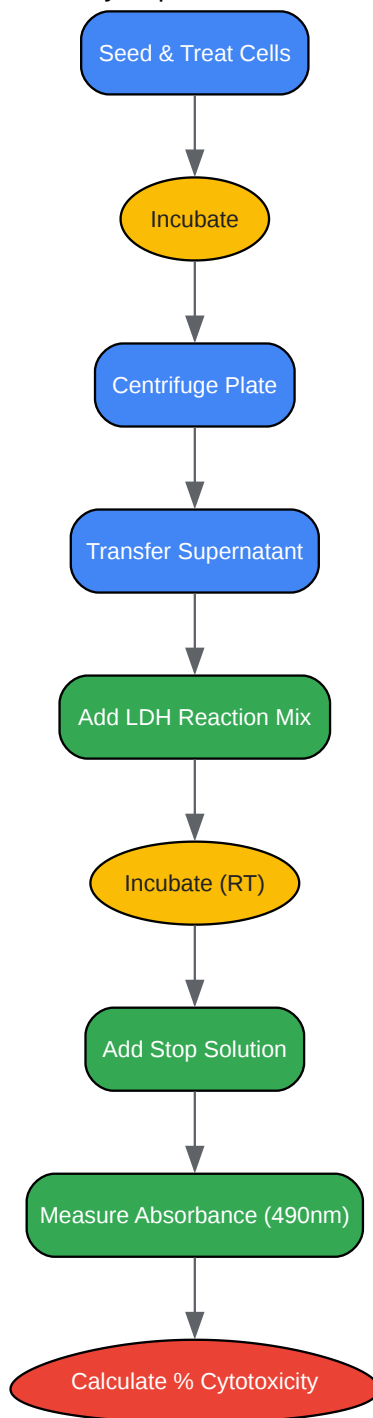 Seed & Treat Cells
Incubate
Centrifuge Plate
Transfer Supernatant
Add LDH Reaction Mix
Incubate (RT)
Add Stop Solution
Measure Absorbance (490nm)
Calculate % Cytotoxicity